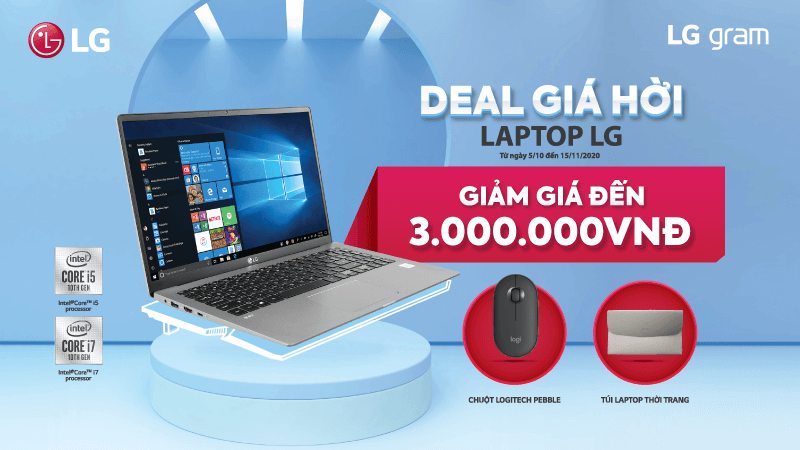 LG
LG gram
DEAL GIÁ HỜI
LAPTOP LG
Từ ngày 5/10 đến 15/11/2020
GIẢM GIÁ ĐẾN
3.000.000VNĐ
LG
intel
CORE i5
10TH GEN
Intel®Core™ i5
processor
intel
CORE i7
10TH GEN
Intel®Core™ i7
processor
logi
CHUỘT LOGITECH PEBBLE
TÚI LAPTOP THỜI TRANG